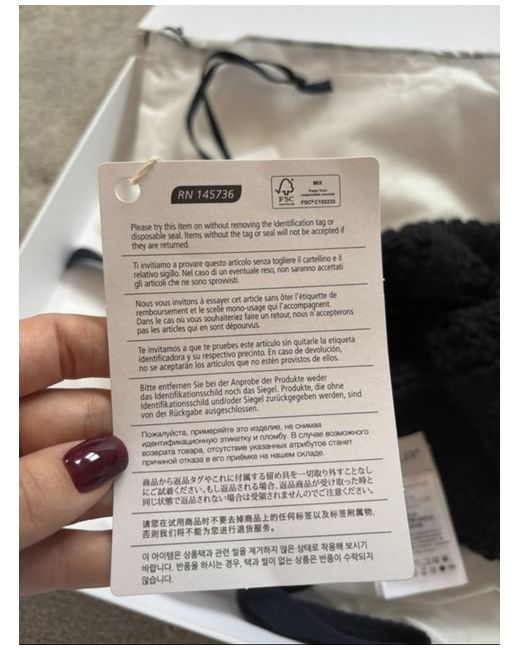 RN 145736
FSC
MIX
Paper from
responsible sources
FSC® C102233
Please try this item on without removing the identification tag or
disposable seal. Items without the tag or seal will not be accepted if
they are returned.
Ti invitiamo a provare questo articolo senza togliere il cartellino e il
relativo sigillo. Nel caso di un eventuale reso, non saranno accettati
gli articoli che ne sono sprovvisti.
Nous vous invitons à essayer cet article sans ôter l'étiquette de
remboursement et le scellé mono-usage qui l'accompagnent.
Dans le cas où vous souhaiteriez faire un retour, nous n'accepterons
pas les articles qui en sont dépourvus.
Te invitamos a que te pruebes este artículo sin quitarle la etiqueta
identificadora y su respectivo precinto. En caso de devolución,
no se aceptarán los artículos que no estén provistos de ellos.
Bitte entfernen Sie bei der Anprobe der Produkte weder
das Identifikationsschild noch das Siegel. Produkte, die ohne
Identifikationsschild und/oder Siegel zurückgegeben werden, sind
von der Rückgabe ausgeschlossen.
Пожалуйста, примеряйте это изделие, не снимая
идентификационную этикетку и пломбу. В случае возможного
возврата товара, отсутствие указанных атрибутов станет
причиной отказа в его приёмке на нашем складе.
商品から返品タグやこれに付属する留め具を一切取り外すことなし
にご試着ください。もし返品される場合、返品商品が受け取った時と
同じ状態で返品されない場合は受領されませんのでご注意ください。
请您在试用商品时不要去掉商品上的任何标签以及标签附属物,
否则我们将不能为您进行退货服务。
이 아이템은 상품택과 관련 씰을 제거하지 않은 상태로 착용해 보시기
바랍니다. 반품을 하시는 경우, 택과 씰이 없는 상품은 반품이 수락되지
않습니다.